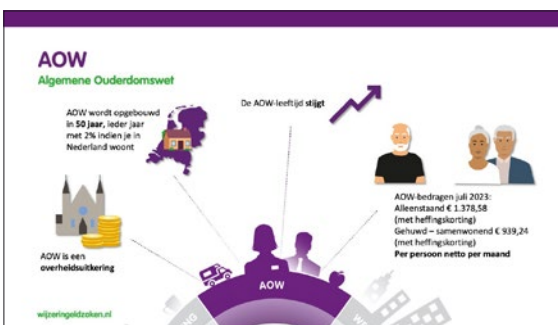 AOW
Algemene Ouderdomswet
AOW wordt opgebouwd
in 50 jaar, ieder jaar
met 2% indien je in
Nederland woont
De AOW-leeftijd stijgt
AOW-bedragen juli 2023:
Alleenstaand € 1.378,58
(met heffingskorting)
Gehuwd – samenwonend € 939,24
(met heffingskorting)
Per persoon netto per maand
AOW is een
overheidsuitkering
AOW
NG
W
wijzeringeldzaken.nl